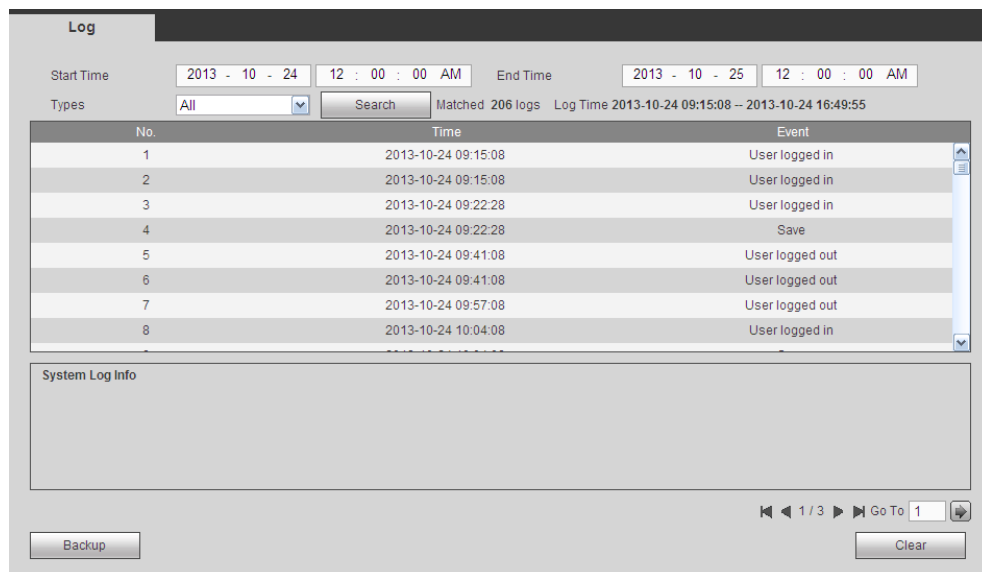 Log
Start Time 2013 - 10 - 24 12 : 00 : 00 AM End Time 2013 - 10 - 25 12 : 00 : 00 AM
Types All Search Matched 206 logs Log Time 2013-10-24 09:15:08 -- 2013-10-24 16:49:55
No. Time Event
1 2013-10-24 09:15:08 User logged in
2 2013-10-24 09:15:08 User logged in
3 2013-10-24 09:22:28 User logged in
4 2013-10-24 09:22:28 Save
5 2013-10-24 09:41:08 User logged out
6 2013-10-24 09:41:08 User logged out
7 2013-10-24 09:57:08 User logged out
8 2013-10-24 10:04:08 User logged in
System Log Info
1 / 3 Go To 1
Backup Clear